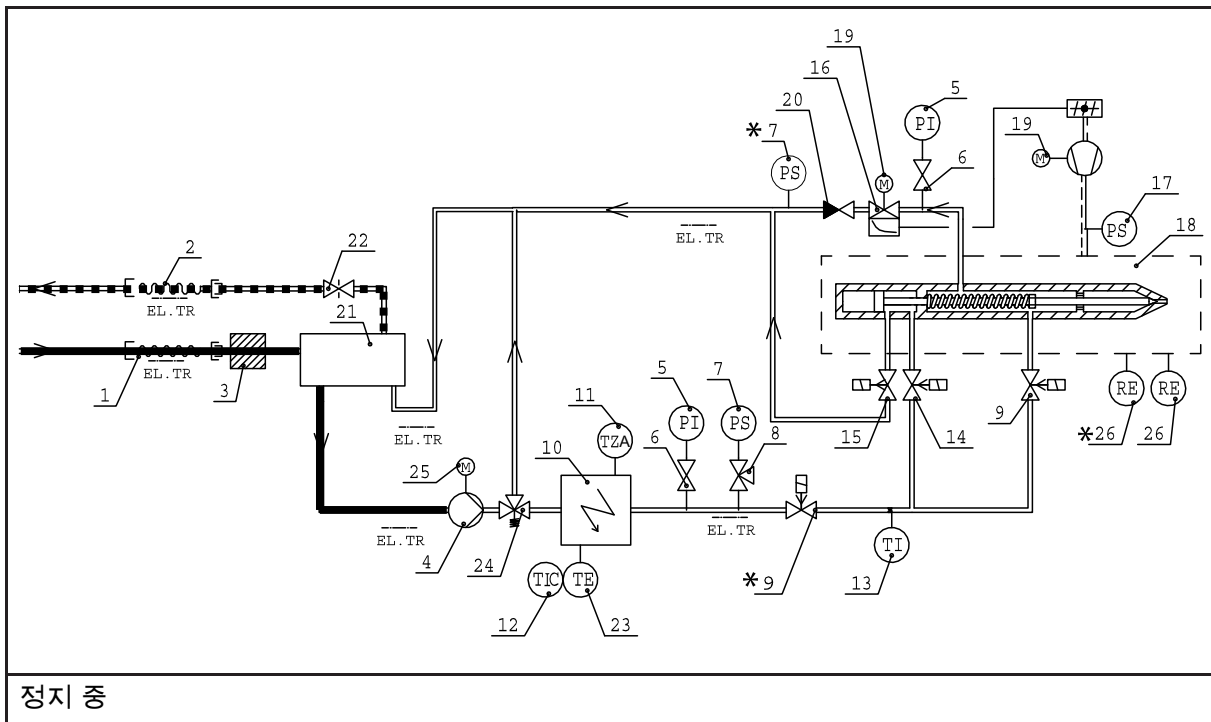 19
16
5
20
*7
PI
19
M
PS
M
6
17
PS
18
2
22
EL.TR
EL.TR
21
1
3
EL.TR
EL.TR
5
7
11
PI
PS
TZA
10
6
8
15
14
9
RE
RE
*26
26
25
M
4
24
EL.TR
EL.TR
TI
TIC
TE
*9
13
12
23
정지 중